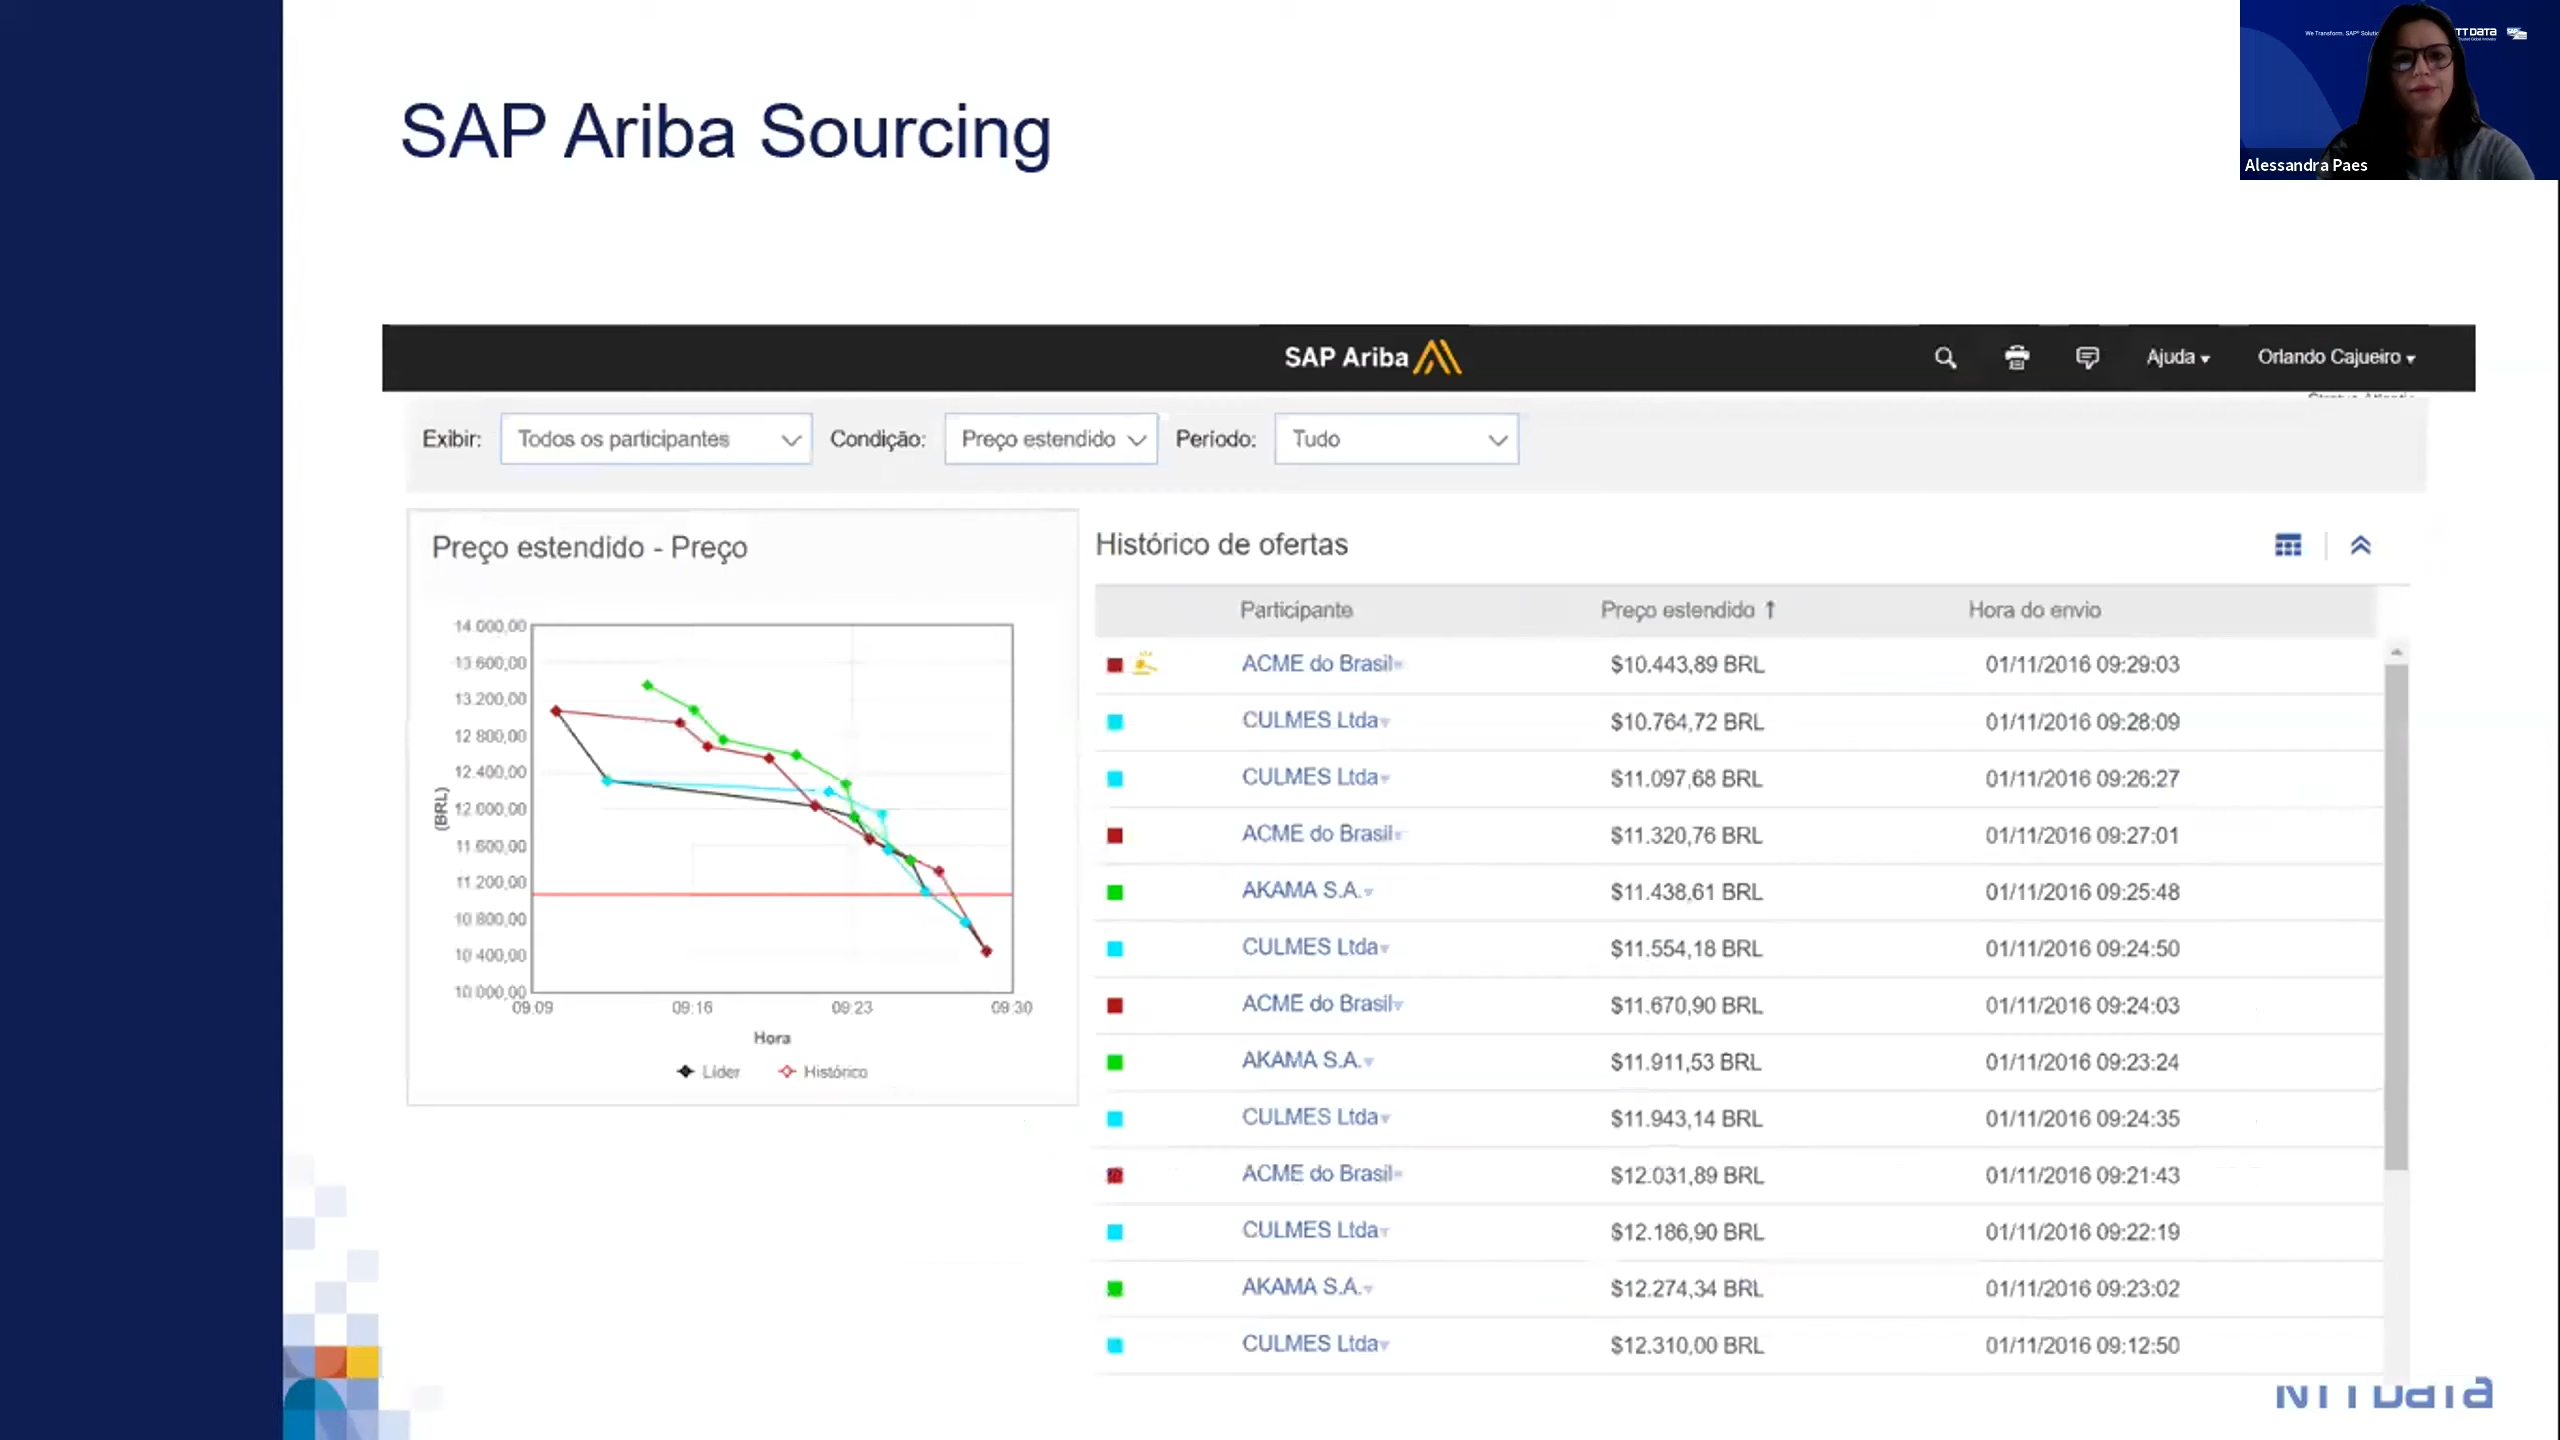 We Transform. SAP® Soluti
NTT DATA
Alessandra Paes
SAP Ariba Sourcing
SAP Ariba
Ajuda
Orlando Cajueiro
Exibir: Todos os participantes Condição: Preço estendido Período: Tudo
Preço estendido - Preço
14 000,00
13 600,00
13 200,00
12 800,00
12 400,00
12 000,00
11 600,00
11 200,00
10 800,00
10 400,00
10 000,00
(BRL)
09:09 09:16 09:23 09:30
Hora
Líder Histórico
Histórico de ofertas
Participante Preço estendido ↑ Hora do envio
ACME do Brasil $10.443,89 BRL 01/11/2016 09:29:03
CULMES Ltda $10.764,72 BRL 01/11/2016 09:28:09
CULMES Ltda $11.097,68 BRL 01/11/2016 09:26:27
ACME do Brasil $11.320,76 BRL 01/11/2016 09:27:01
AKAMA S.A. $11.438,61 BRL 01/11/2016 09:25:48
CULMES Ltda $11.554,18 BRL 01/11/2016 09:24:50
ACME do Brasil $11.670,90 BRL 01/11/2016 09:24:03
AKAMA S.A. $11.911,53 BRL 01/11/2016 09:23:24
CULMES Ltda $11.943,14 BRL 01/11/2016 09:24:35
ACME do Brasil $12.031,89 BRL 01/11/2016 09:21:43
CULMES Ltda $12.186,90 BRL 01/11/2016 09:22:19
AKAMA S.A. $12.274,34 BRL 01/11/2016 09:23:02
CULMES Ltda $12.310,00 BRL 01/11/2016 09:12:50
NTT DATA